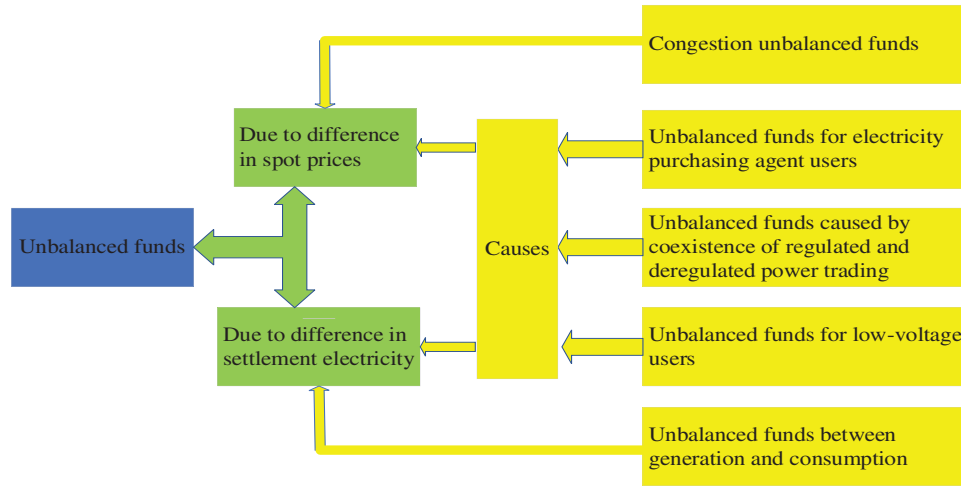 Congestion unbalanced funds
Due to difference
in spot prices
Unbalanced funds for electricity
purchasing agent users
Unbalanced funds
Causes
Unbalanced funds caused by
coexistence of regulated and
deregulated power trading
Due to difference in
settlement electricity
Unbalanced funds for low-voltage
users
Unbalanced funds between
generation and consumption